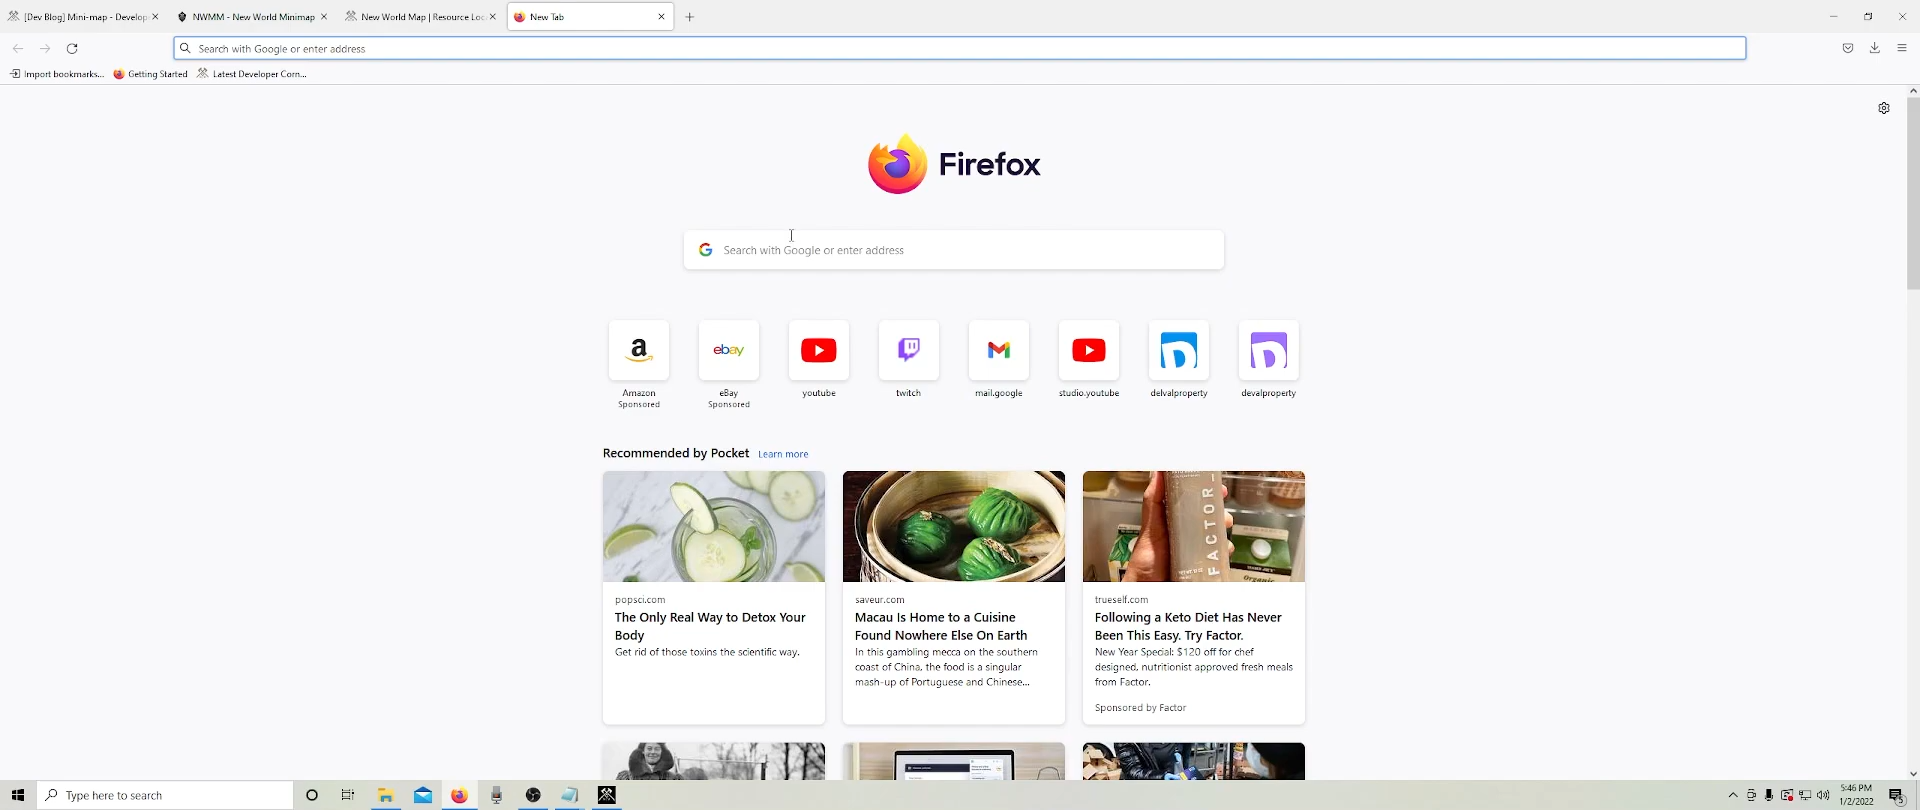 [Dev Blog] Mini-map - Develop
NWMM - New World Minimap
New World Map | Resource Loc
New Tab
Search with Google or enter address
Import bookmarks...
Getting Started
Latest Developer Corn...
Firefox
Search with Google or enter address
a
ebay
Amazon
Sponsored
eBay
Sponsored
youtube
twitch
mail.google
studio.youtube
delvalproperty
devalproperty
Recommended by Pocket Learn more
FACTOR_
Organic
popsci.com
The Only Real Way to Detox Your
Body
Get rid of those toxins the scientific way.
saveur.com
Macau Is Home to a Cuisine
Found Nowhere Else On Earth
In this gambling mecca on the southern
coast of China, the food is a singular
mash-up of Portuguese and Chinese...
trueself.com
Following a Keto Diet Has Never
Been This Easy. Try Factor.
New Year Special: $120 off for chef
designed, nutritionist approved fresh meals
from Factor.
Sponsored by Factor
Type here to search
5:46 PM
1/2/2022
5